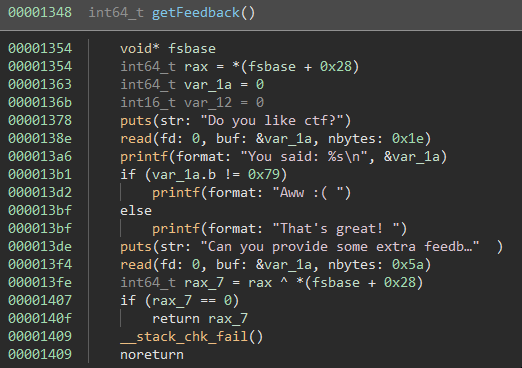 00001348 int64_t getFeedback()
00001354 void* fsbase
00001354 int64_t rax = *(fsbase + 0x28)
00001363 int64_t var_1a = 0
0000136b int16_t var_12 = 0
00001378 puts(str: "Do you like ctf?")
0000138e read(fd: 0, buf: &var_1a, nbytes: 0x1e)
000013a6 printf(format: "You said: %s\n", &var_1a)
000013b1 if (var_1a.b != 0x79)
000013d2 printf(format: "Aww :( ")
000013bf else
000013bf printf(format: "That's great! ")
000013de puts(str: "Can you provide some extra feedb…" )
000013f4 read(fd: 0, buf: &var_1a, nbytes: 0x5a)
000013fe int64_t rax_7 = rax ^ *(fsbase + 0x28)
00001407 if (rax_7 == 0)
0000140f return rax_7
00001409 __stack_chk_fail()
00001409 noreturn